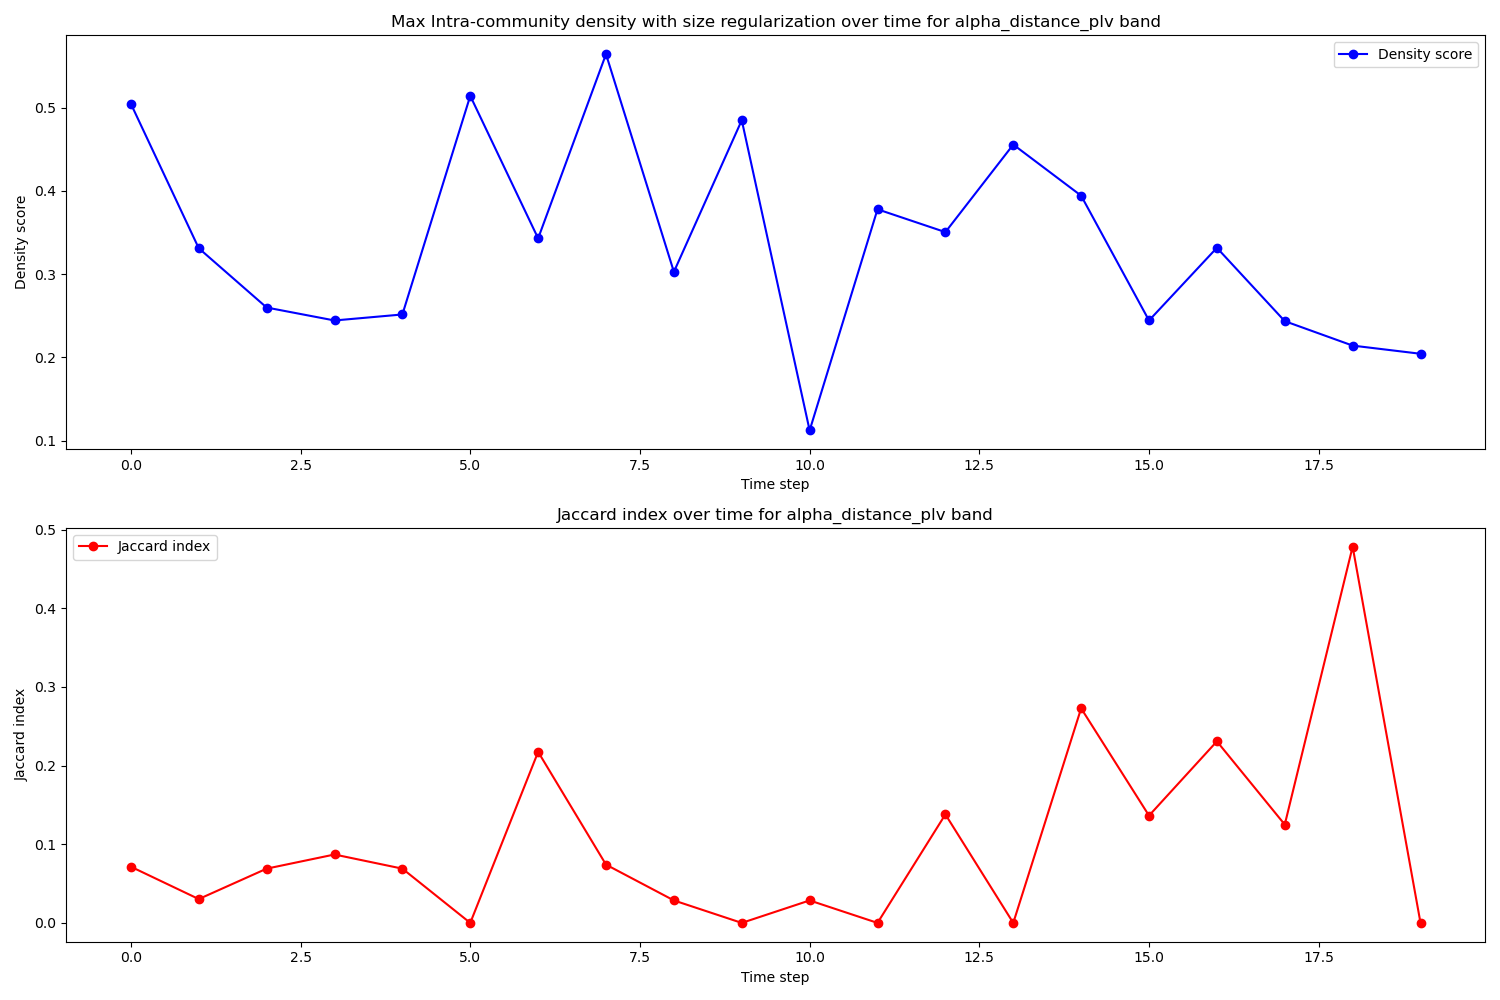 Max Intra-community density with size regularization over time for alpha_distance_plv band
Density score
Density score
0.5
0.4
0.3
0.2
0.1
0.0 2.5 5.0 7.5 10.0 12.5 15.0 17.5
Time step
Jaccard index over time for alpha_distance_plv band
Jaccard index
Jaccard index
0.5
0.4
0.3
0.2
0.1
0.0
0.0 2.5 5.0 7.5 10.0 12.5 15.0 17.5
Time step